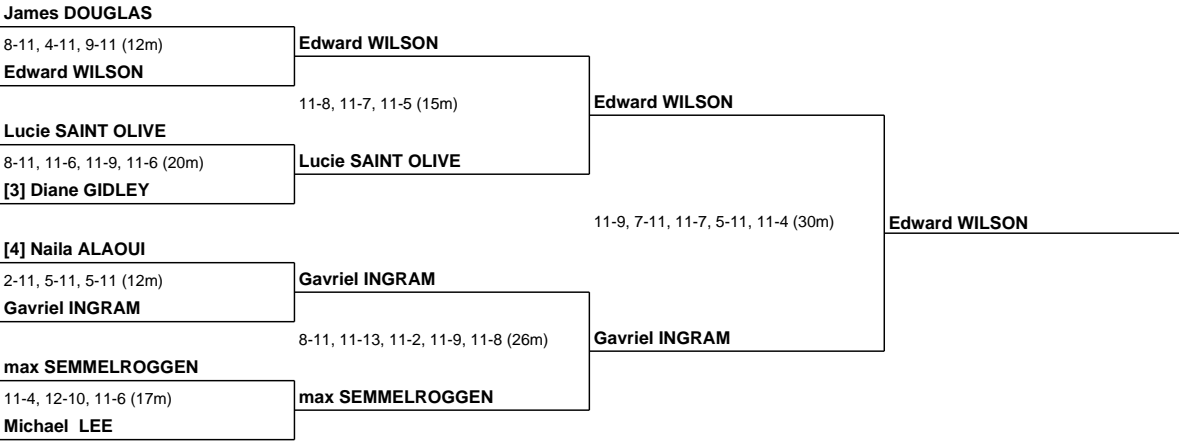 James DOUGLAS
8-11, 4-11, 9-11 (12m)
Edward WILSON
Edward WILSON
11-8, 11-7, 11-5 (15m)
Edward WILSON
Lucie SAINT OLIVE
8-11, 11-6, 11-9, 11-6 (20m)
Lucie SAINT OLIVE
[3] Diane GIDLEY
11-9, 7-11, 11-7, 5-11, 11-4 (30m)
Edward WILSON
[4] Naila ALAOUI
2-11, 5-11, 5-11 (12m)
Gavriel INGRAM
Gavriel INGRAM
8-11, 11-13, 11-2, 11-9, 11-8 (26m)
Gavriel INGRAM
max SEMMELROGGEN
11-4, 12-10, 11-6 (17m)
max SEMMELROGGEN
Michael  LEE